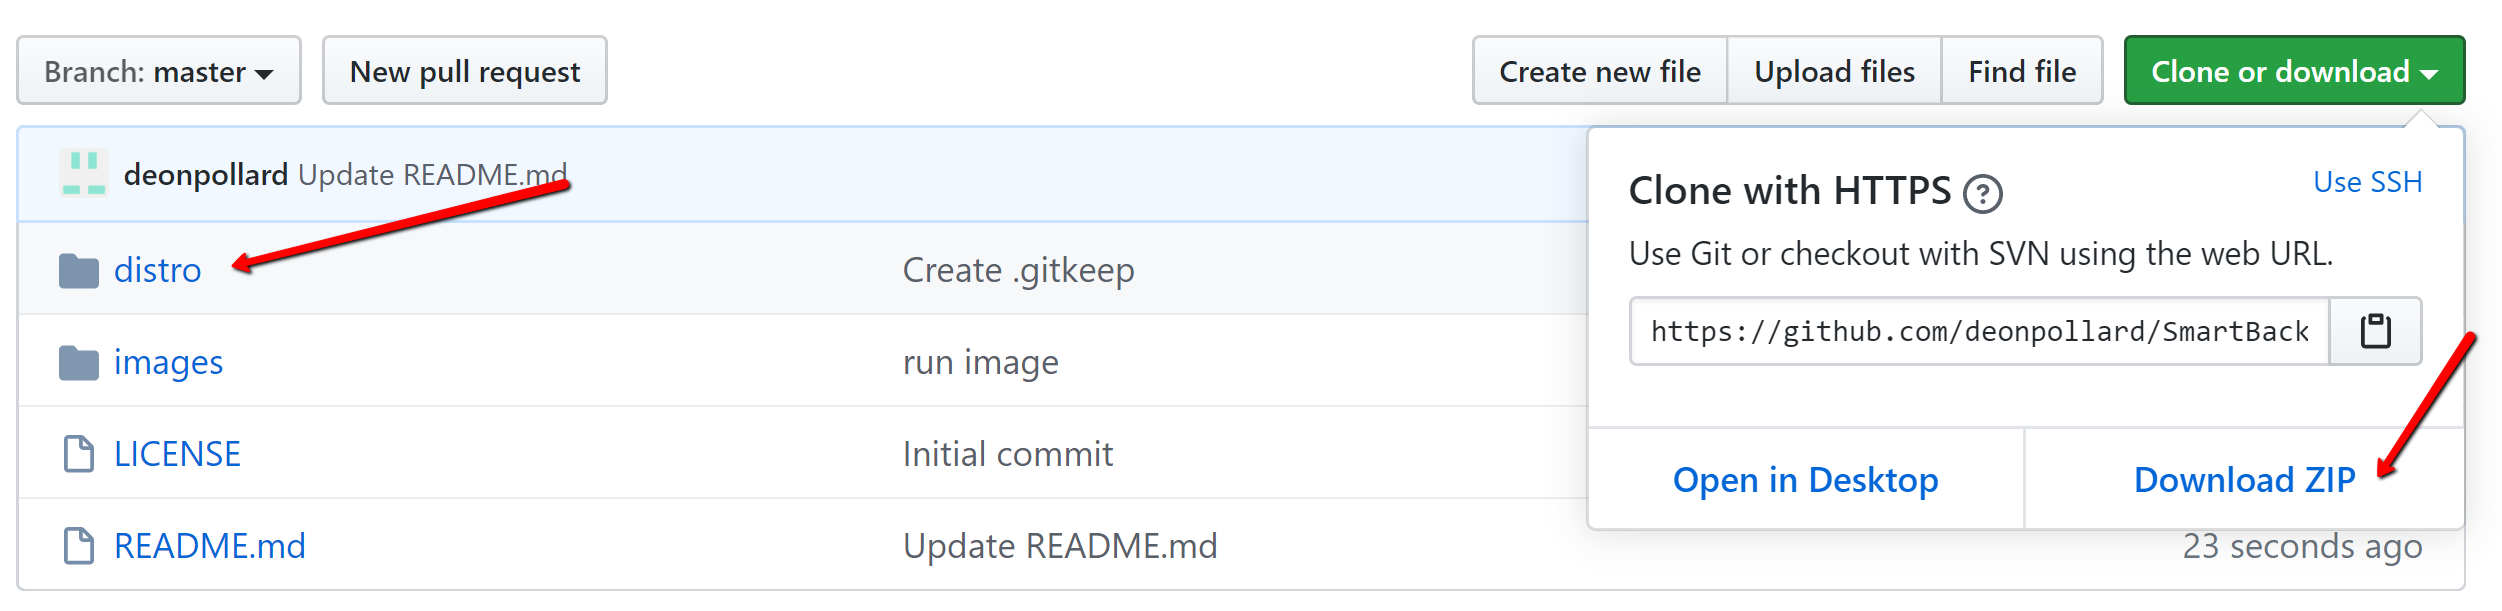 Branch: master New pull request Create new file Upload files Find file Clone or download
deonpollard Update README.md
Clone with HTTPS ? Use SSH
Use Git or checkout with SVN using the web URL.
https://github.com/deonpollard/SmartBack
Open in Desktop Download ZIP
distro Create .gitkeep
images run image
LICENSE Initial commit
README.md Update README.md 23 seconds ago